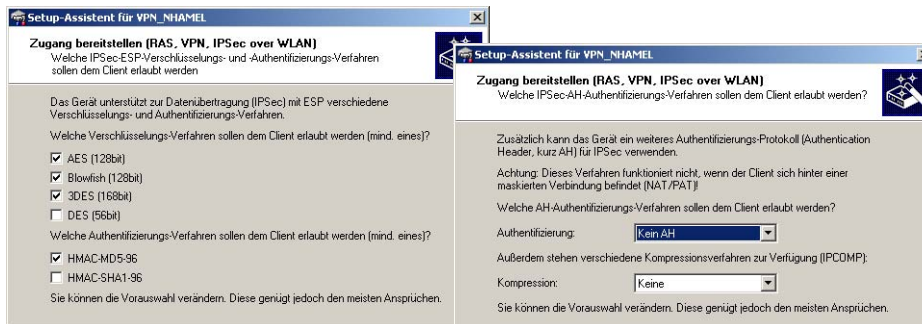 Setup-Assistent für VPN_NHAMEL
Zugang bereitstellen (RAS, VPN, IPSec over WLAN)
Welche IPSec-ESP-Verschlüsselungs- und -Authentifizierungs-Verfahren
sollen dem Client erlaubt werden
Das Gerät unterstützt zur Datenübertragung (IPSec) mit ESP verschiedene
Verschlüsselungs- und Authentifizierungs-Verfahren.
Welche Verschlüsselungs-Verfahren sollen dem Client erlaubt werden (mind. eines)?
AES (128bit)
Blowfish (128bit)
3DES (168bit)
DES (56bit)
Welche Authentifizierungs-Verfahren sollen dem Client erlaubt werden (mind. eines)?
HMAC-MD5-96
HMAC-SHA1-96
Sie können die Vorauswahl verändern. Diese genügt jedoch den meisten Ansprüchen.
Setup-Assistent für VPN_NHAMEL
Zugang bereitstellen (RAS, VPN, IPSec over WLAN)
Welche IPSec-AH-Authentifizierungs-Verfahren sollen dem Client erlaubt werden?
Zusätzlich kann das Gerät ein weiteres Authentifizierungs-Protokoll (Authentication
Header, kurz AH) für IPSec verwenden.
Achtung: Dieses Verfahren funktioniert nicht, wenn der Client sich hinter einer
maskierten Verbindung befindet (NAT/PAT)!
Welche AH-Authentifizierungs-Verfahren sollen dem Client erlaubt werden?
Authentifizierung: Kein AH
Außerdem stehen verschiedene Kompressionsverfahren zur Verfügung (IPCOMP):
Kompression: Keine
Sie können die Vorauswahl verändern. Diese genügt jedoch den meisten Ansprüchen.